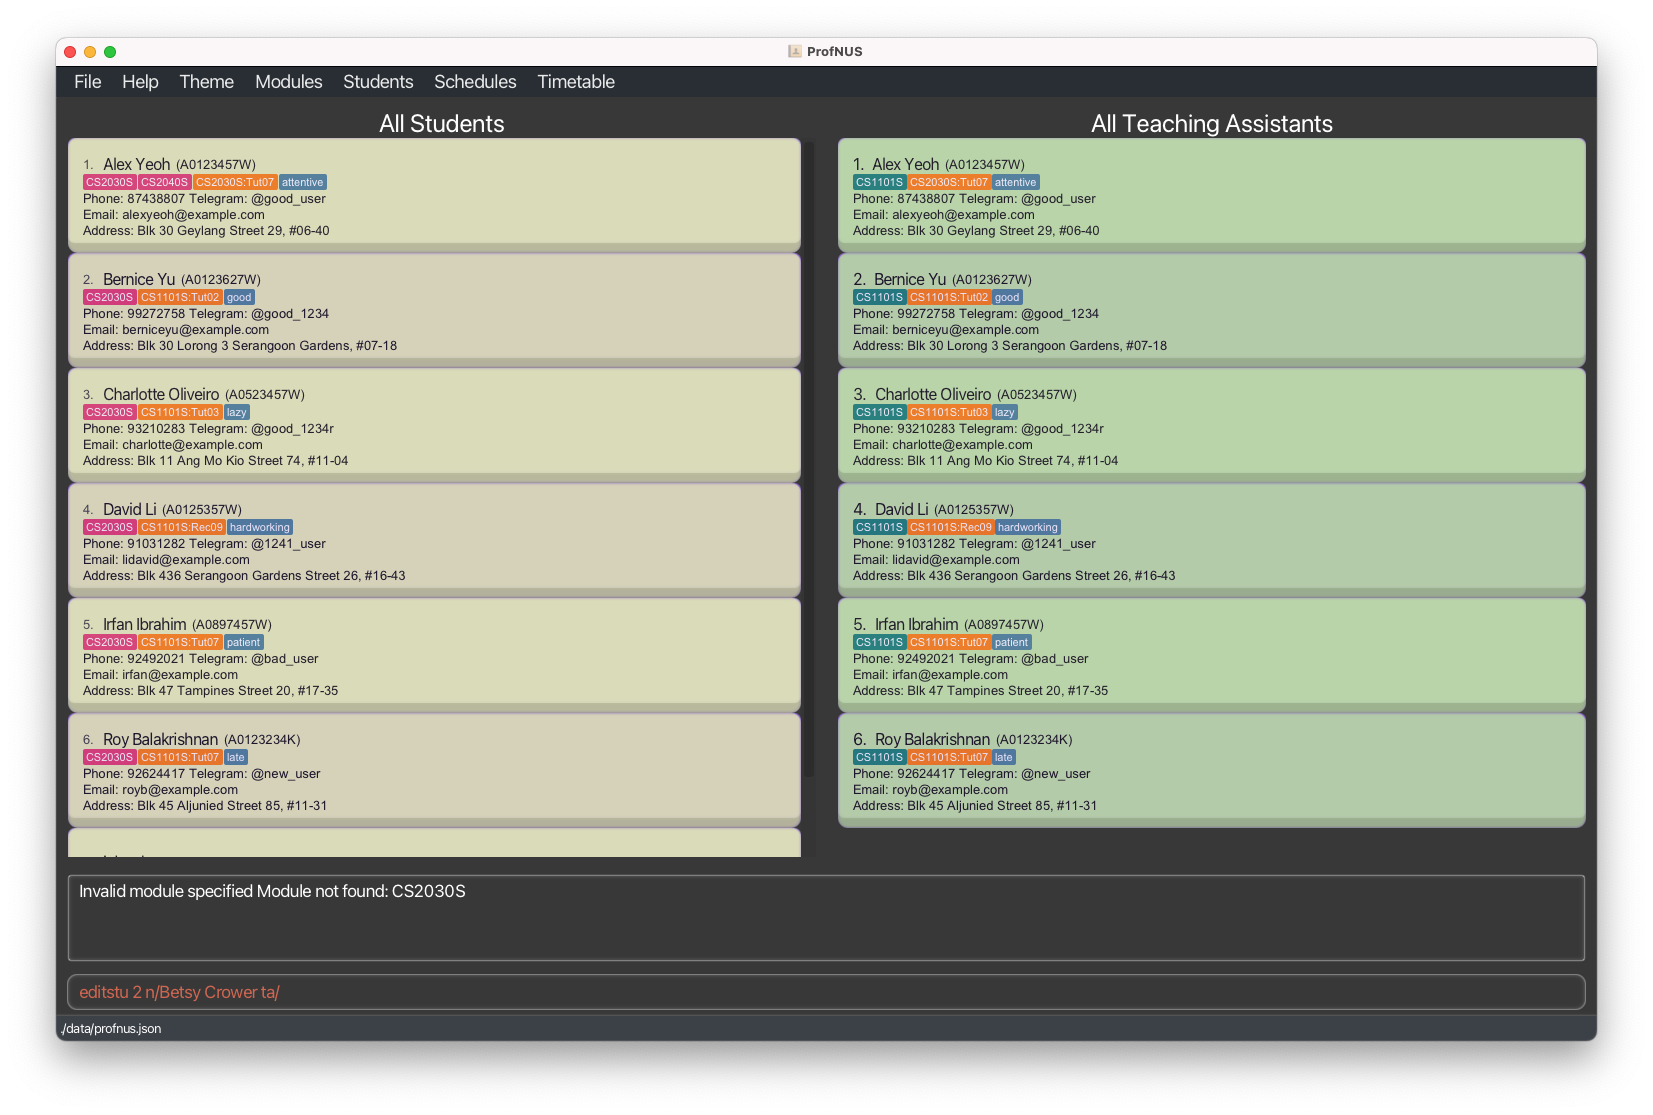 ProfNUS
File Help Theme Modules Students Schedules Timetable
All Students
1. Alex Yeoh (A0123457W)
CS2030S CS2040S CS2030S:Tut07 attentive
Phone: 87438807 Telegram: @good_user
Email: alexyeoh@example.com
Address: Blk 30 Geylang Street 29, #06-40
2. Bernice Yu (A0123627W)
CS2030S CS1101S:Tut02 good
Phone: 99272758 Telegram: @good_1234
Email: berniceyu@example.com
Address: Blk 30 Lorong 3 Serangoon Gardens, #07-18
3. Charlotte Oliveiro (A0523457W)
CS2030S CS1101S:Tut03 lazy
Phone: 93210283 Telegram: @good_1234r
Email: charlotte@example.com
Address: Blk 11 Ang Mo Kio Street 74, #11-04
4. David Li (A0125357W)
CS2030S CS1101S:Rec09 hardworking
Phone: 91031282 Telegram: @1241_user
Email: lidavid@example.com
Address: Blk 436 Serangoon Gardens Street 26, #16-43
5. Irfan Ibrahim (A0897457W)
CS2030S CS1101S:Tut07 patient
Phone: 92492021 Telegram: @bad_user
Email: irfan@example.com
Address: Blk 47 Tampines Street 20, #17-35
6. Roy Balakrishnan (A0123234K)
CS2030S CS1101S:Tut07 late
Phone: 92624417 Telegram: @new_user
Email: royb@example.com
Address: Blk 45 Aljunied Street 85, #11-31
All Teaching Assistants
1. Alex Yeoh (A0123457W)
CS1101S CS2030S:Tut07 attentive
Phone: 87438807 Telegram: @good_user
Email: alexyeoh@example.com
Address: Blk 30 Geylang Street 29, #06-40
2. Bernice Yu (A0123627W)
CS1101S CS1101S:Tut02 good
Phone: 99272758 Telegram: @good_1234
Email: berniceyu@example.com
Address: Blk 30 Lorong 3 Serangoon Gardens, #07-18
3. Charlotte Oliveiro (A0523457W)
CS1101S CS1101S:Tut03 lazy
Phone: 93210283 Telegram: @good_1234r
Email: charlotte@example.com
Address: Blk 11 Ang Mo Kio Street 74, #11-04
4. David Li (A0125357W)
CS1101S CS1101S:Rec09 hardworking
Phone: 91031282 Telegram: @1241_user
Email: lidavid@example.com
Address: Blk 436 Serangoon Gardens Street 26, #16-43
5. Irfan Ibrahim (A0897457W)
CS1101S CS1101S:Tut07 patient
Phone: 92492021 Telegram: @bad_user
Email: irfan@example.com
Address: Blk 47 Tampines Street 20, #17-35
6. Roy Balakrishnan (A0123234K)
CS1101S CS1101S:Tut07 late
Phone: 92624417 Telegram: @new_user
Email: royb@example.com
Address: Blk 45 Aljunied Street 85, #11-31
Invalid module specified Module not found: CS2030S
editstu 2 n/Betsy Crower ta/
./data/profnus.json